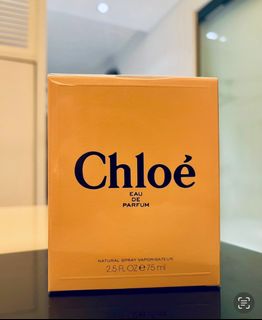 Chloé
EAU
DE
PARFUM
NATURAL SPRAY VAPORISATEUR
2.5 FL OZ ℮ 75 ml